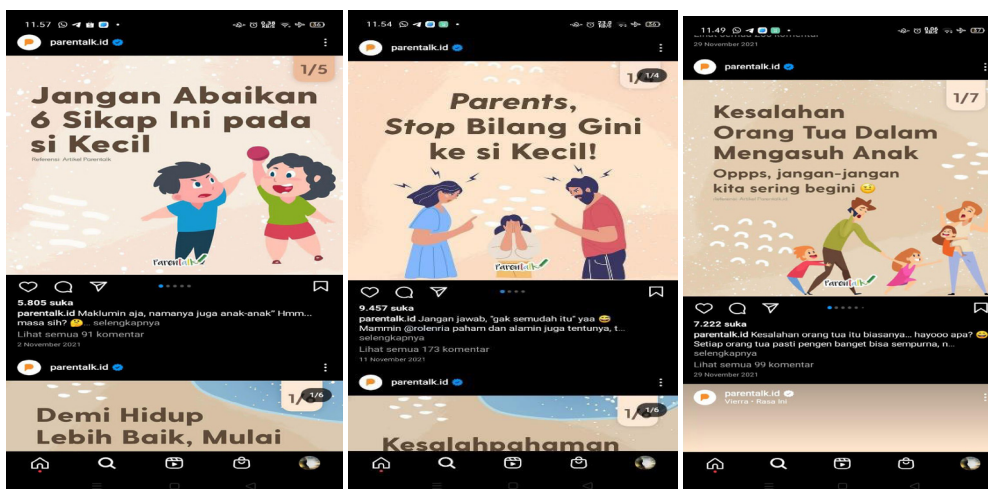 11.57
parentalk.id
1/5
Jangan Abaikan
6 Sikap Ini pada
si Kecil
Referensi: Artikel Parentalk
Parentalk
5.805 suka
parentalk.id Maklumin aja, namanya juga anak-anak" Hmm...
masa sih? 🤔... selengkapnya
Lihat semua 91 komentar
2 November 2021
parentalk.id
1/6
Demi Hidup
Lebih Baik, Mulai
11.54
parentalk.id
1/4
Parents,
Stop Bilang Gini
ke si Kecil!
Parentalk
9.457 suka
parentalk.id Jangan jawab, "gak semudah itu" yaa 😅
Mammin @rolenria paham dan alamin juga tentunya, t...
selengkapnya
Lihat semua 173 komentar
11 November 2021
parentalk.id
1/6
Kesalahpahaman
11.49
29 November 2021
parentalk.id
1/7
Kesalahan
Orang Tua Dalam
Mengasuh Anak
Oppps, jangan-jangan
kita sering begini
Parentalk
7.222 suka
parentalk.id Kesalahan orang tua itu biasanya... hayooo apa? 😅
Setiap orang tua pasti pengen banget bisa sempurna, n...
selengkapnya
Lihat semua 99 komentar
29 November 2021
parentalk.id
Vierra • Rasa Ini